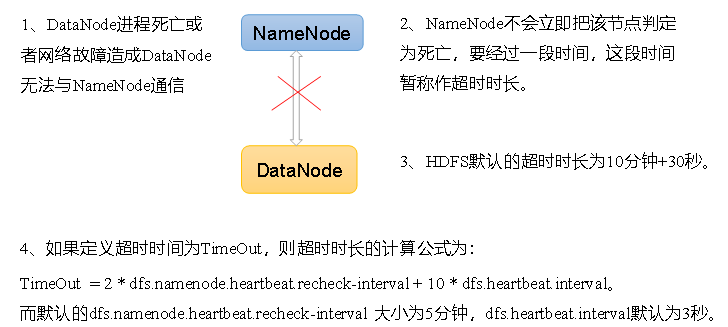 1、DataNode进程死亡或
者网络故障造成DataNode
无法与NameNode通信
NameNode
2、NameNode不会立即把该节点判定
为死亡，要经过一段时间，这段时间
暂称作超时时长。
DataNode
3、HDFS默认的超时时长为10分钟+30秒。
4、如果定义超时时间为TimeOut，则超时时长的计算公式为：
TimeOut = 2 * dfs.namenode.heartbeat.recheck-interval + 10 * dfs.heartbeat.interval。
而默认的dfs.namenode.heartbeat.recheck-interval 大小为5分钟，dfs.heartbeat.interval默认为3秒。